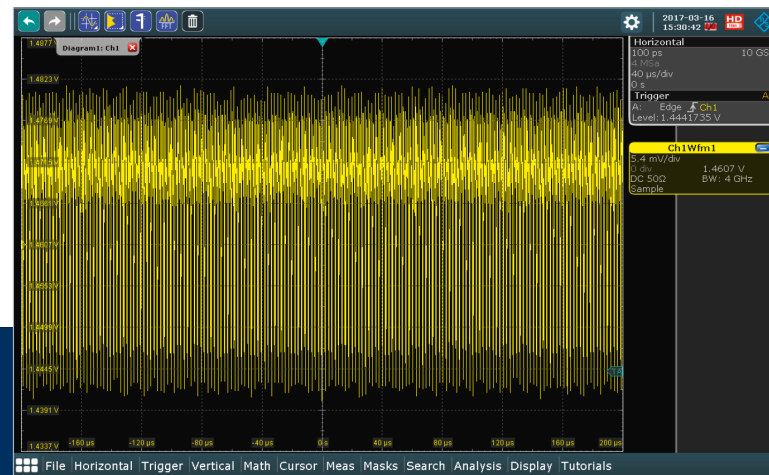 2017-03-16
15:30:42
HD
Diagram1: Ch1
1.4877
1.4823 V
1.4769
1.4607 V
1.4553
1.4499
1.4445 V
1.4391 V
1.4337 V
-160 µs
-120 µs
-80 µs
-40 µs
0 s
40 µs
80 µs
120 µs
160 µs
200 µs
Horizontal
100 ps 10 GS
4 MSa
40 µs/div
0 s
Trigger A
A: Edge Ch1
Level: 1.4441735 V
Ch1Wfm1
5.4 mV/div
0 div 1.4607 V
DC 50Ω BW: 4 GHz
Sample
File Horizontal Trigger Vertical Math Cursor Meas Masks Search Analysis Display Tutorials